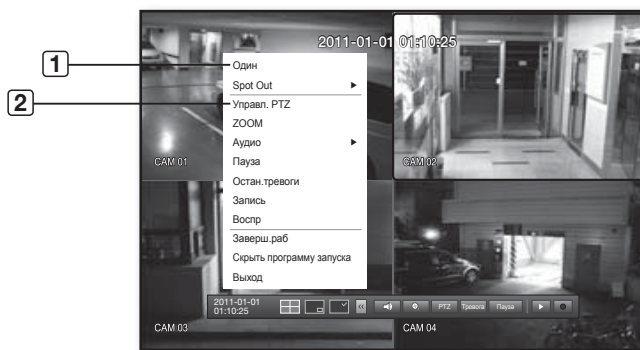 2011-01-01 01:10:25
1
Один
Spot Out
2
Управл. PTZ
ZOOM
Аудио
CAM 01
CAM 02
Пауза
Остан.тревоги
Запись
Воспр
Заверш.раб
Скрыть программу запуска
Выход
2011-01-01
01:10:25
PTZ
Тревога
Пауза
CAM 03
CAM 04